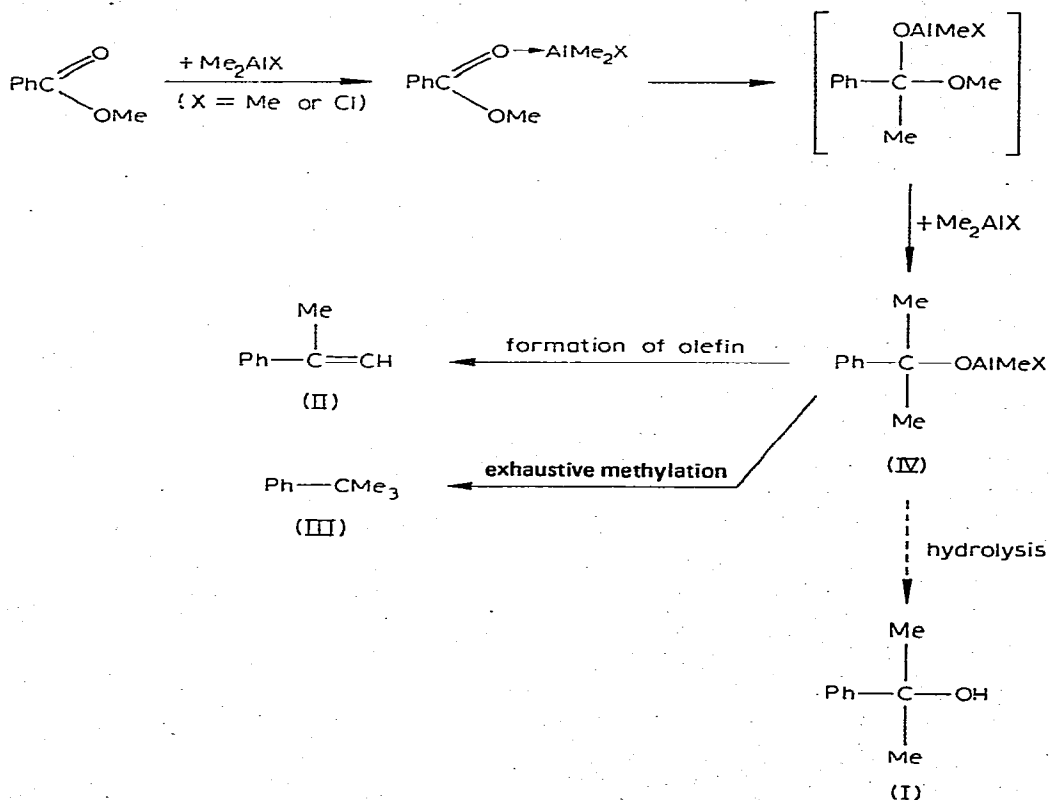 PhC
O
OMe
+ Me2AlX
(X = Me or Cl)
PhC
O→AlMe2X
OMe
OAlMeX
Ph—C—OMe
Me
+Me2AlX
Me
Ph—C—OAlMeX
Me
(IV)
formation of olefin
Me
Ph—C=CH
(II)
exhaustive methylation
Ph—CMe3
(III)
hydrolysis
Me
Ph—C—OH
Me
(I)